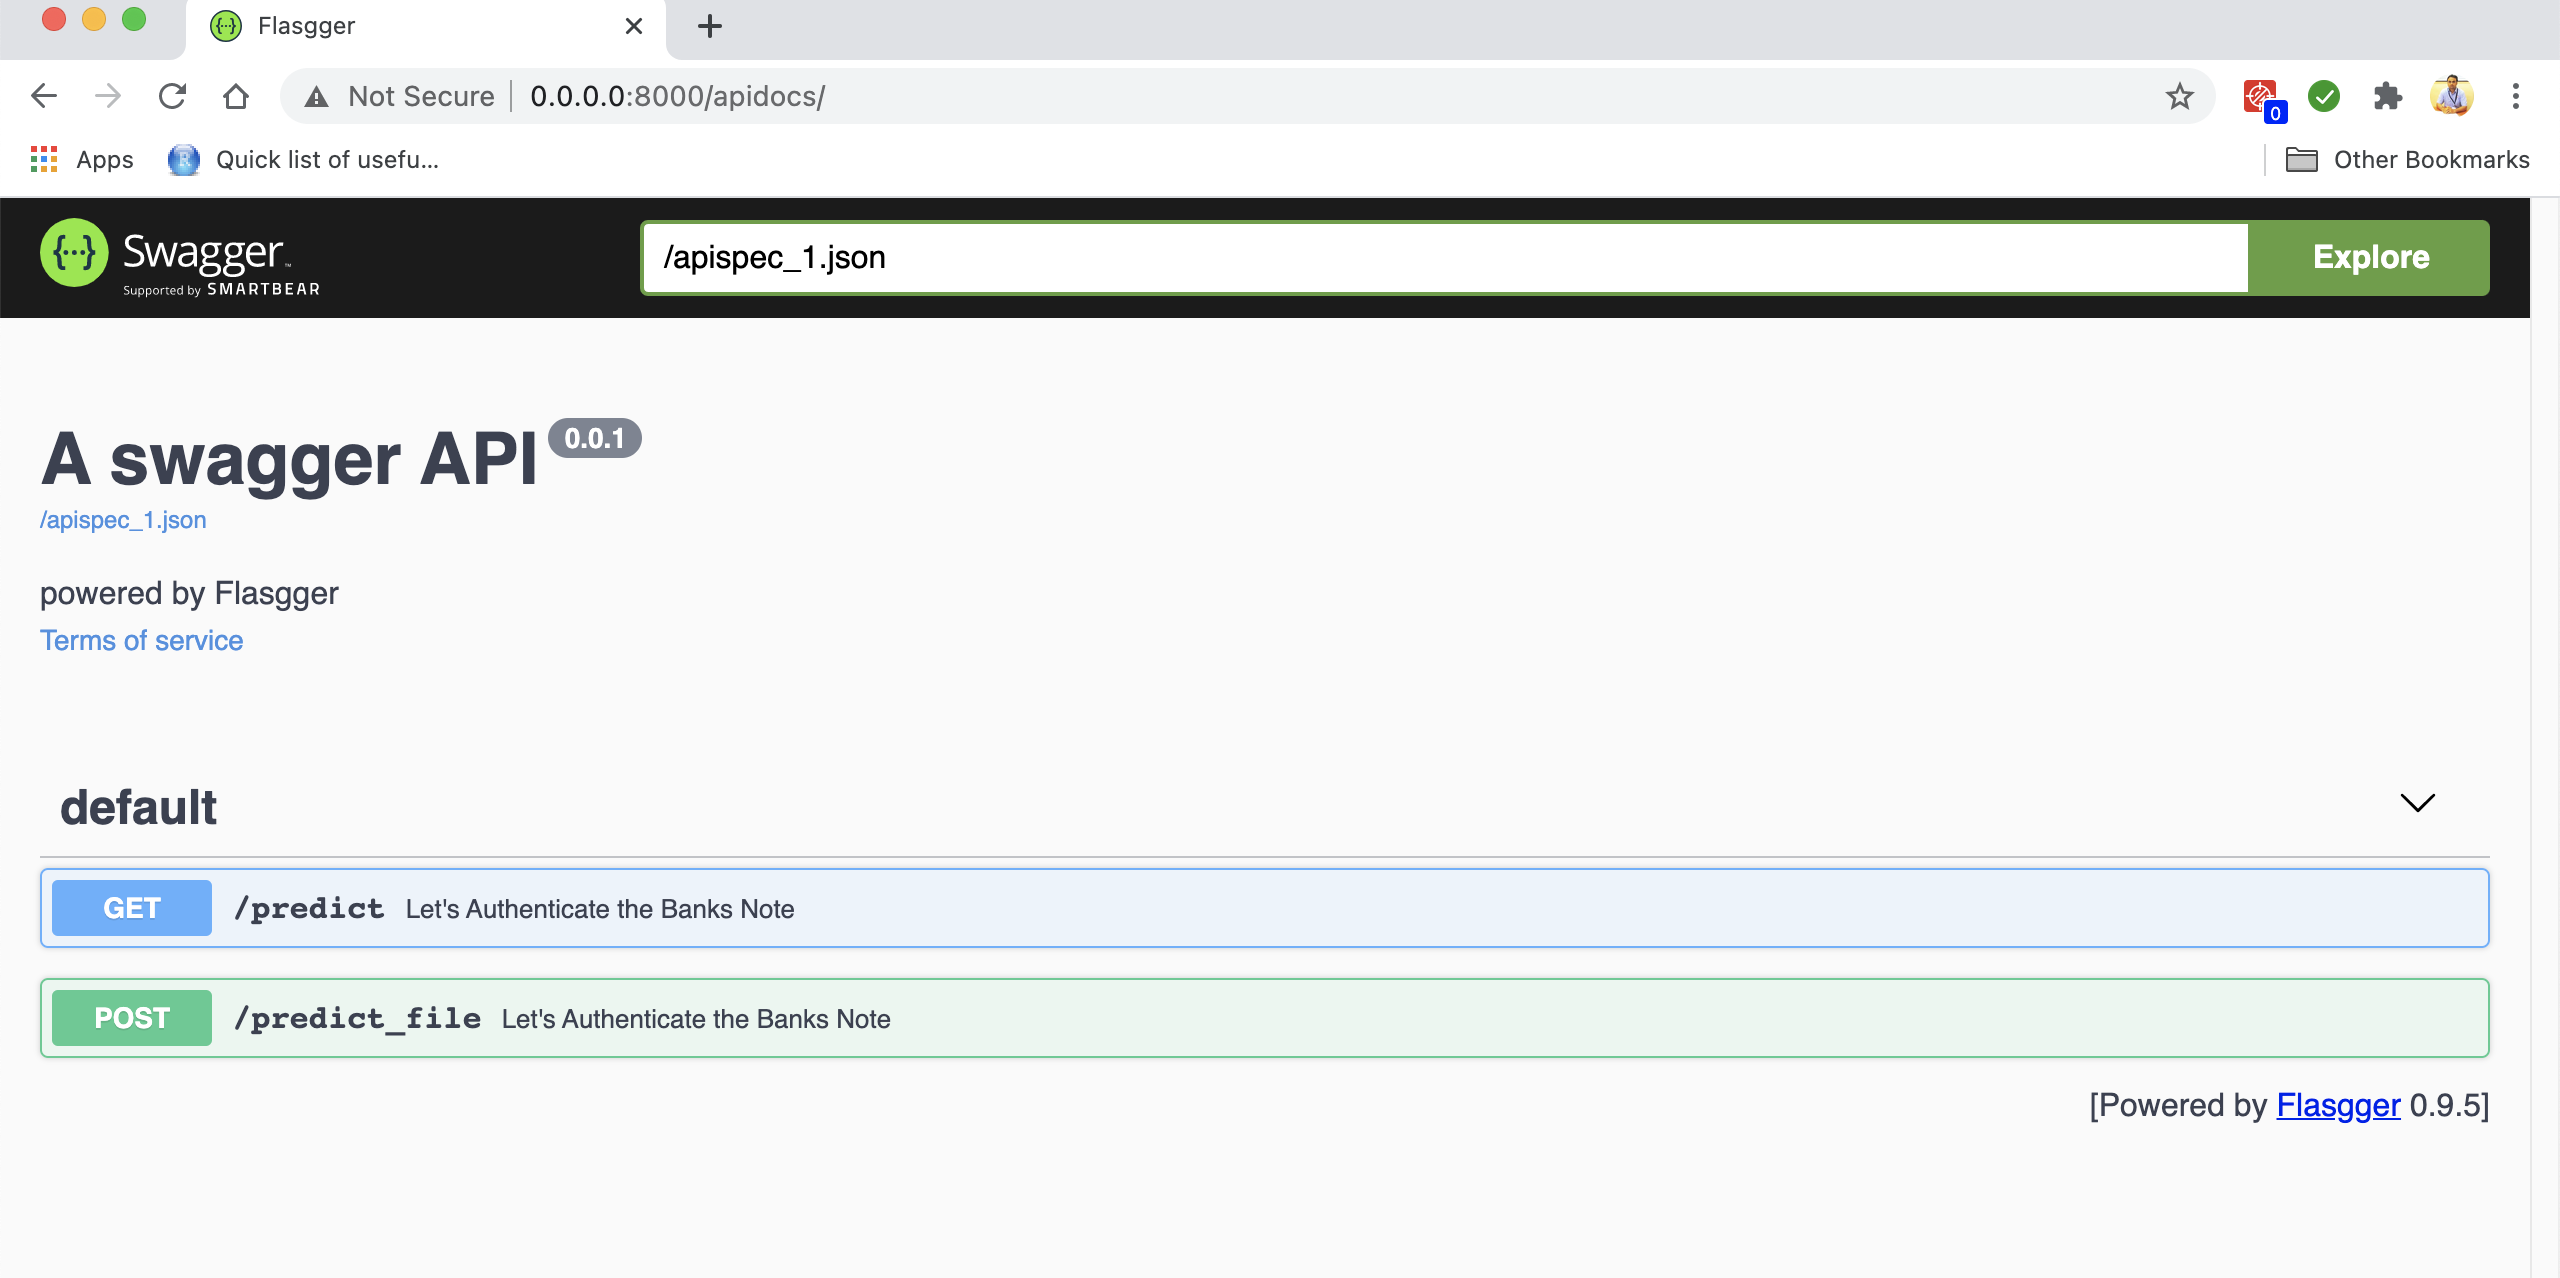 Flasgger
Not Secure 0.0.0.0:8000/apidocs/
0
Apps Quick list of usefu... Other Bookmarks
Swagger™
Supported by SMARTBEAR
/apispec_1.json Explore
A swagger API 0.0.1
/apispec_1.json
powered by Flasgger
Terms of service
default
GET /predict Let's Authenticate the Banks Note
POST /predict_file Let's Authenticate the Banks Note
[Powered by Flasgger 0.9.5]